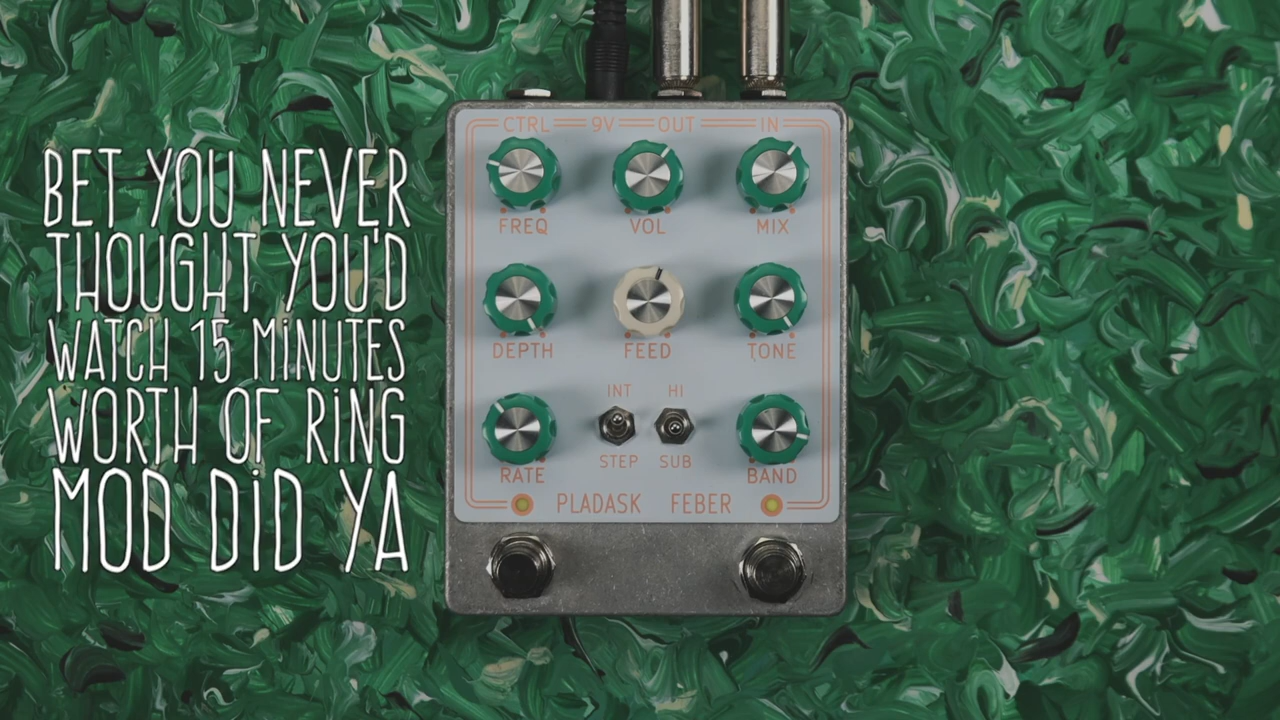 BET YOU NEVER
THOUGHT YOU'D
WATCH 15 MINUTES
WORTH OF RING
MOD DID YA
CTRL 9V OUT IN
FREQ VOL MIX
DEPTH FEED TONE
INT HI
STEP SUB
RATE BAND
PLADASK FEBER